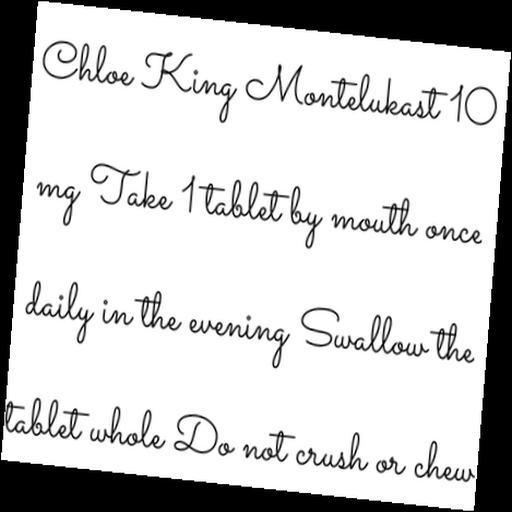 Chloe King Montelukast 10
mg Take 1 tablet by mouth once
daily in the evening Swallow the
tablet whole Do not crush or chew